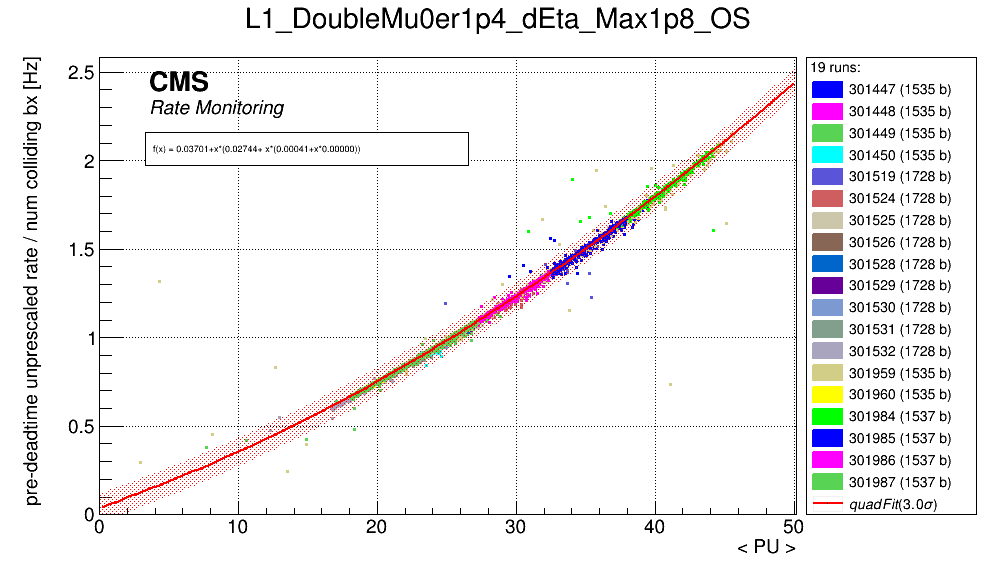 L1_DoubleMu0er1p4_dEta_Max1p8_OS
pre-deadtime unprescaled rate / num colliding bx [Hz]
CMS
Rate Monitoring
f(x) = 0.03701+x*(0.02744+ x*(0.00041+x*0.00000))
2.5
2
1.5
1
0.5
0
0 10 20 30 40 50
< PU >
19 runs:
301447 (1535 b)
301448 (1535 b)
301449 (1535 b)
301450 (1535 b)
301519 (1728 b)
301524 (1728 b)
301525 (1728 b)
301526 (1728 b)
301528 (1728 b)
301529 (1728 b)
301530 (1728 b)
301531 (1728 b)
301532 (1728 b)
301959 (1535 b)
301960 (1535 b)
301984 (1537 b)
301985 (1537 b)
301986 (1537 b)
301987 (1537 b)
quadFit(3.0σ)